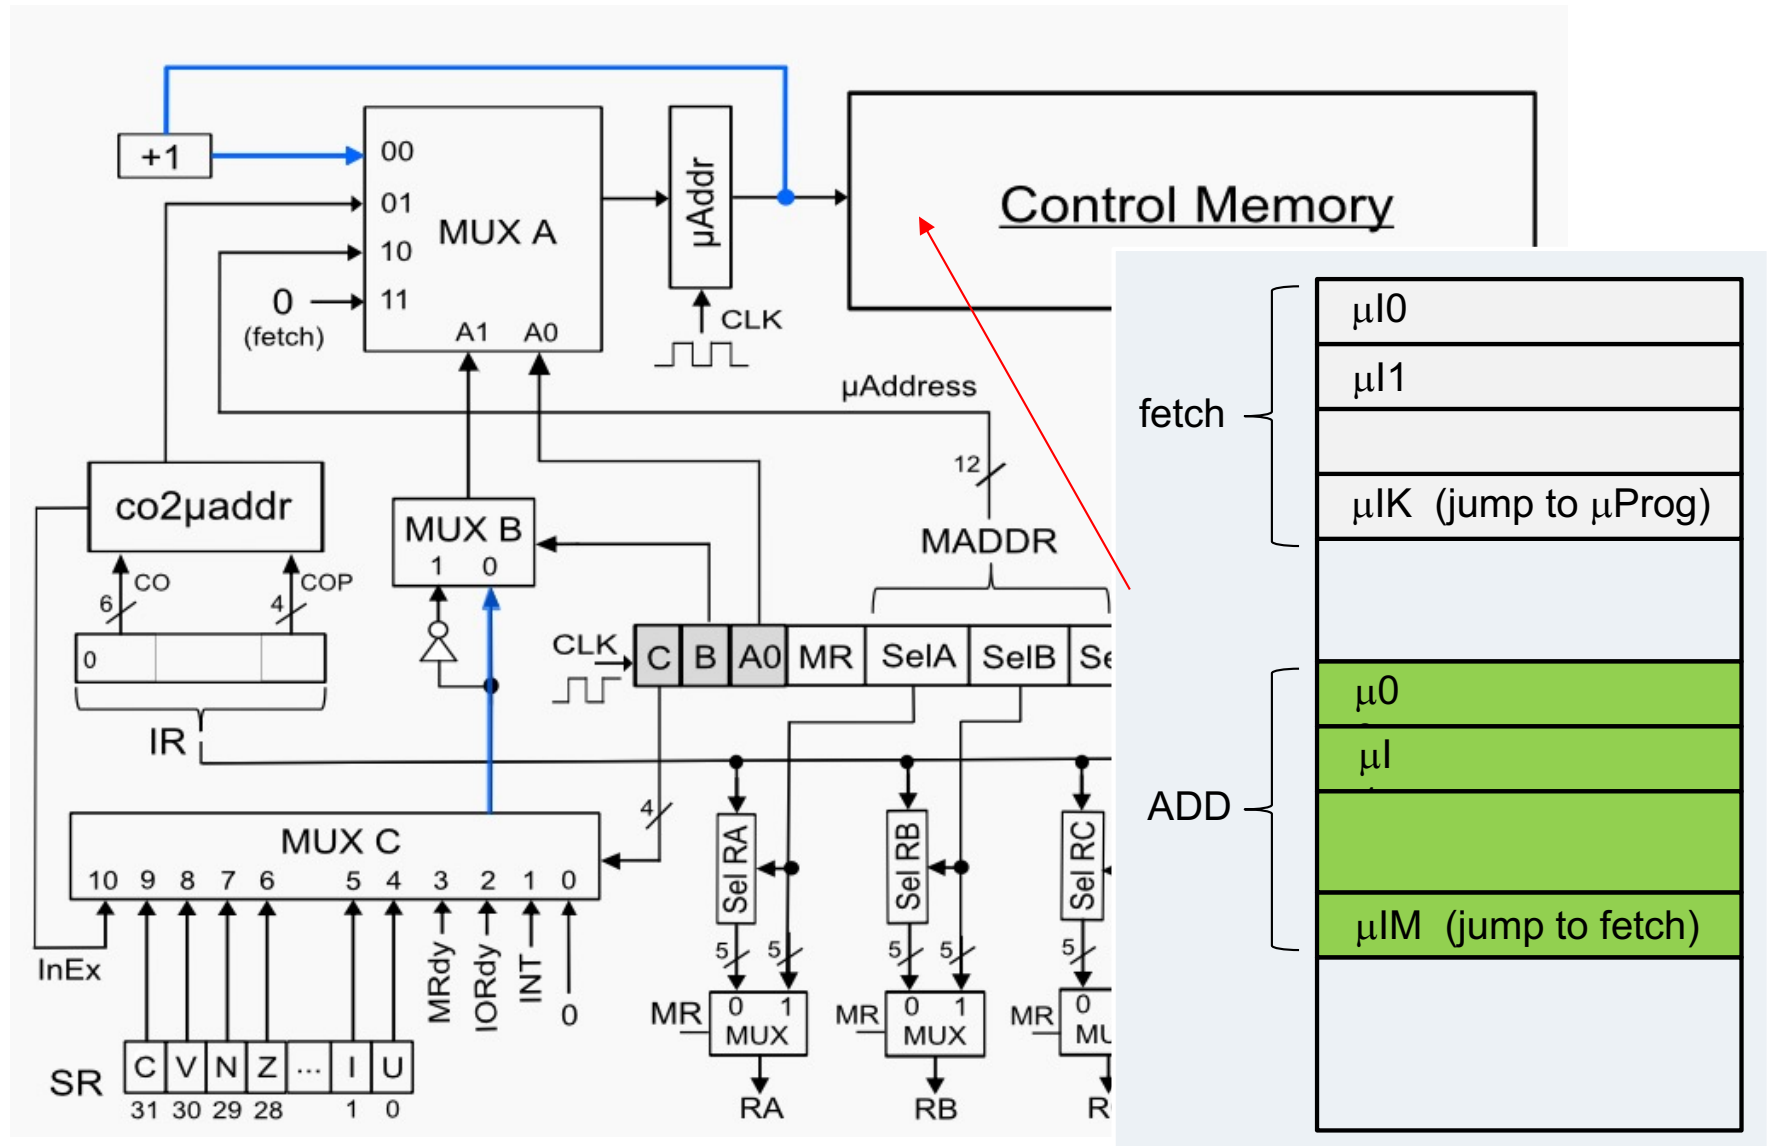 +1
00
01
10
11
MUX A
A1 A0
0
(fetch)
µAddr
CLK
Control Memory
µAddress
12
MADDR
co2µaddr
CO
COP
6
4
0
IR
MUX B
1 0
CLK
C B A0 MR SelA SelB Se
4
MUX C
10 9 8 7 6 5 4 3 2 1 0
InEx
MRdy
IORdy
INT
0
SR
C V N Z ... I U
31 30 29 28 1 0
Sel RA
Sel RB
Sel RC
5 5 5 5 5
MR 0 1 MUX
RA
MR 0 1 MUX
RB
MR 0 MU
R
fetch
µI0
µI1
µIK (jump to µProg)
ADD
µ0
µI
µIM (jump to fetch)